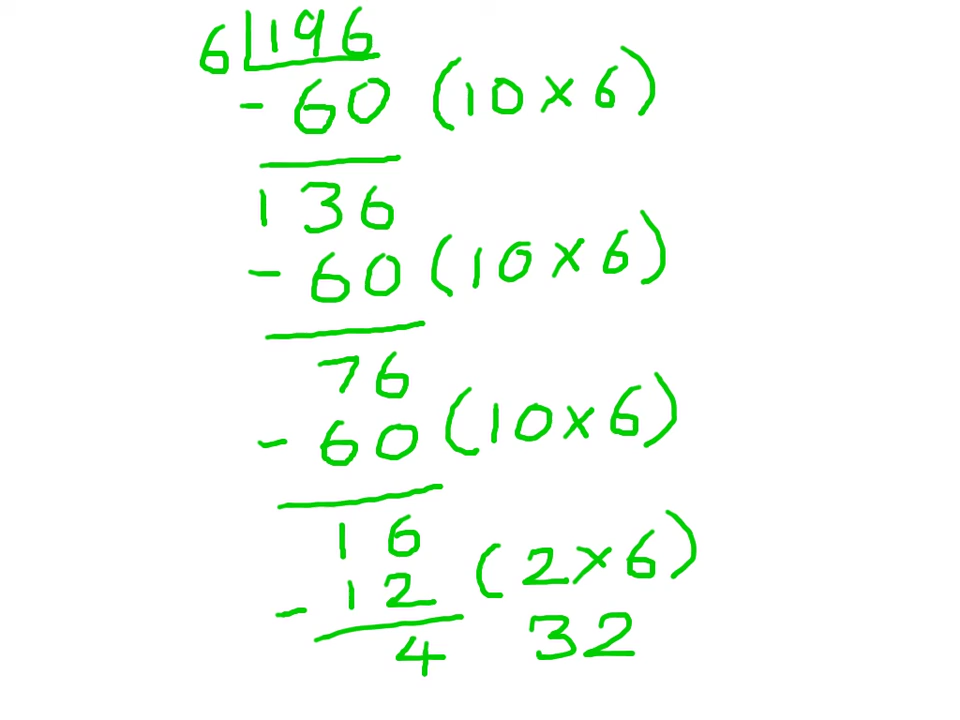 6 196
- 60 (10 × 6)
136
- 60 (10 × 6)
76
- 60 (10 × 6)
16
- 12 (2 × 6)
4 32